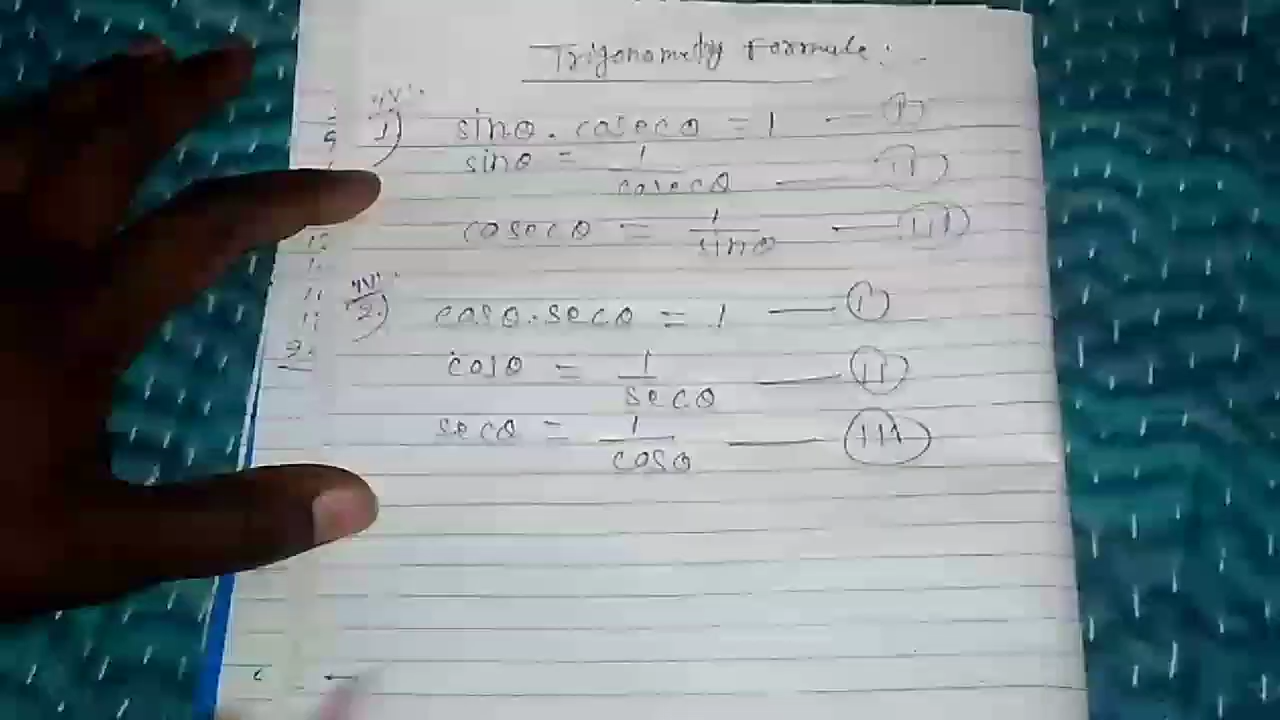 Trigonometry Formule :
1) sinθ . cosecθ = 1 — (i)
sinθ = 1/cosecθ — (ii)
cosecθ = 1/sinθ — (iii)
2) cosθ . secθ = 1 — (i)
cosθ = 1/secθ — (ii)
secθ = 1/cosθ — (iii)